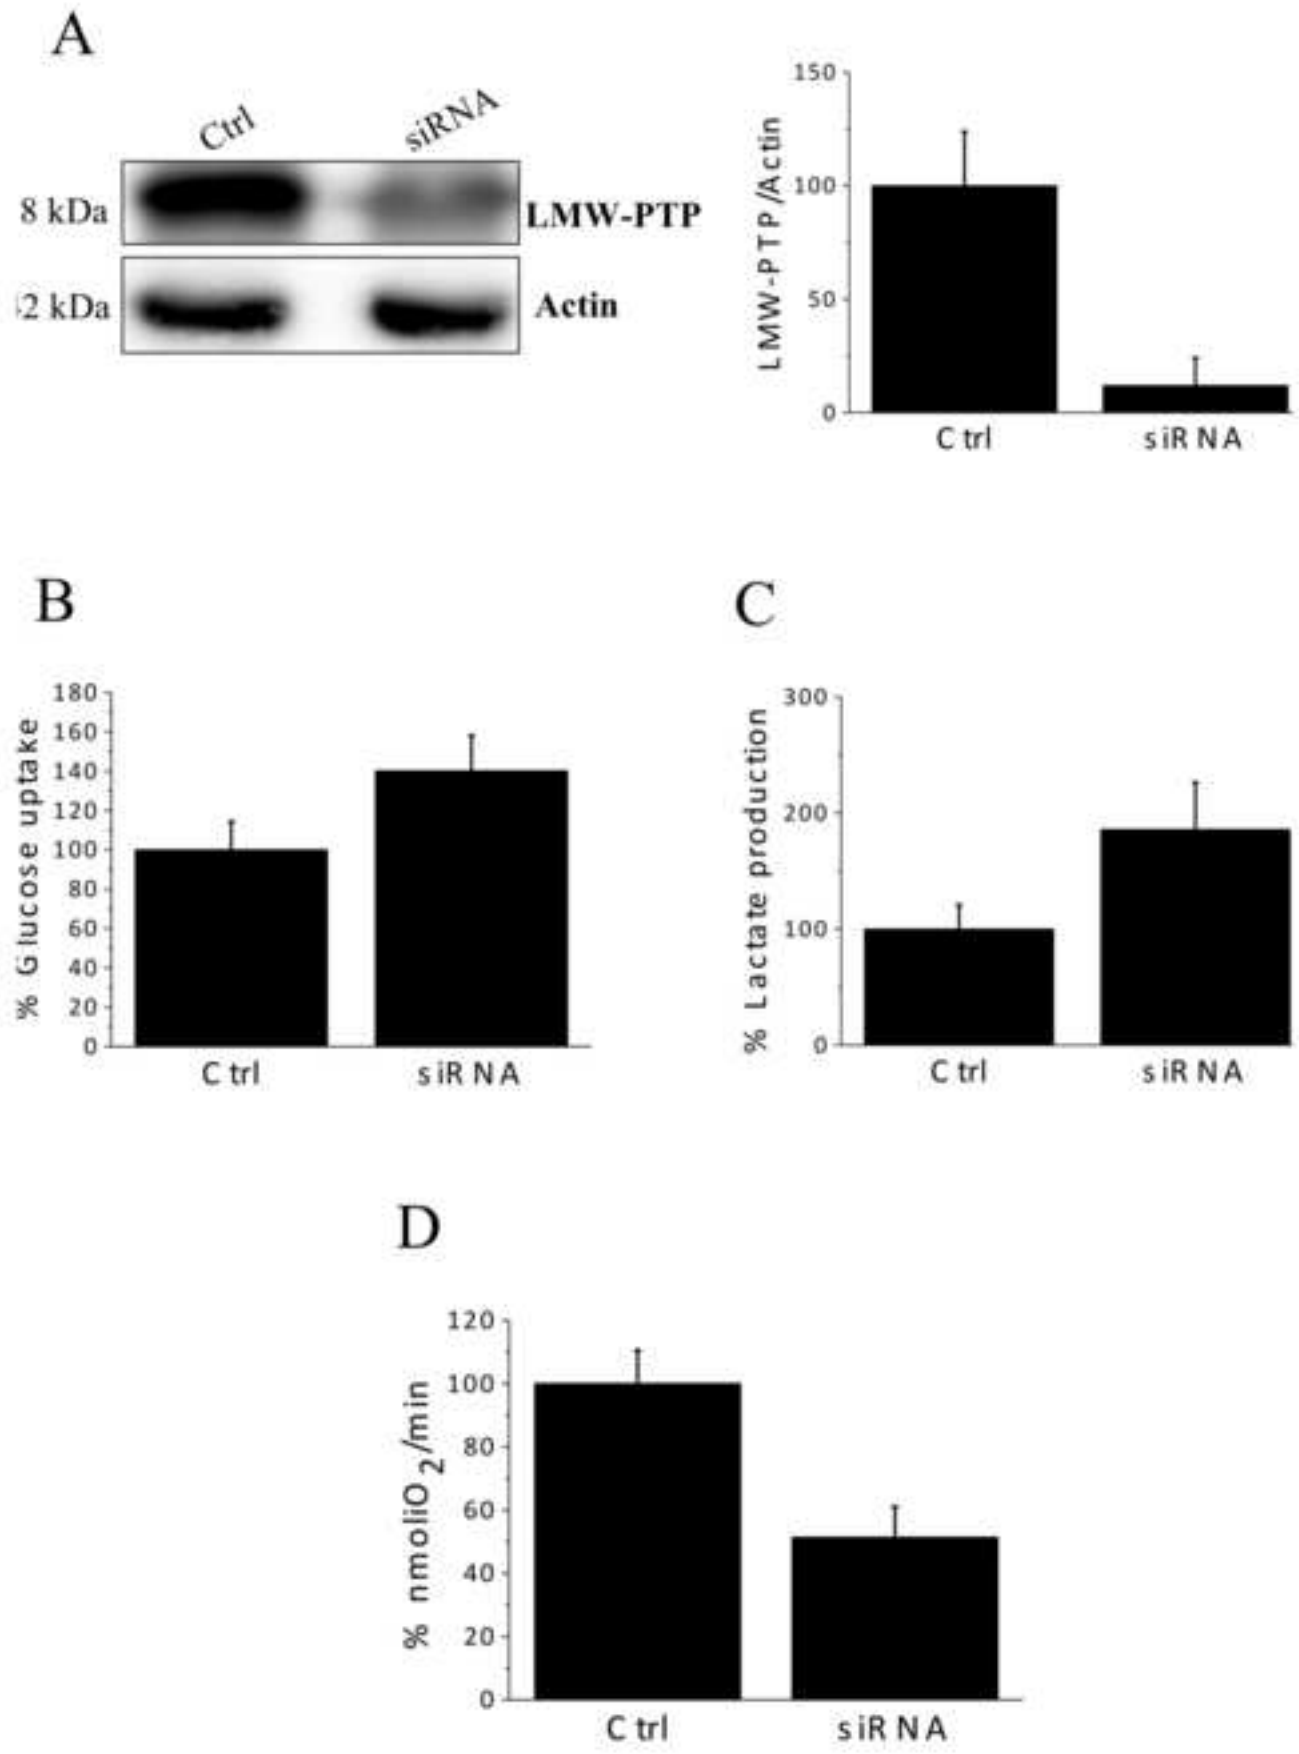 A
Ctrl siRNA
8 kDa LMW-PTP
2 kDa Actin
LMW-PTP/Actin
150
100
50
0
Ctrl siRNA
B
% Glucose uptake
180
160
140
120
100
80
60
40
20
0
Ctrl siRNA
C
% Lactate production
300
200
100
0
Ctrl siRNA
D
% nmoliO2/min
120
100
80
60
40
20
0
Ctrl siRNA